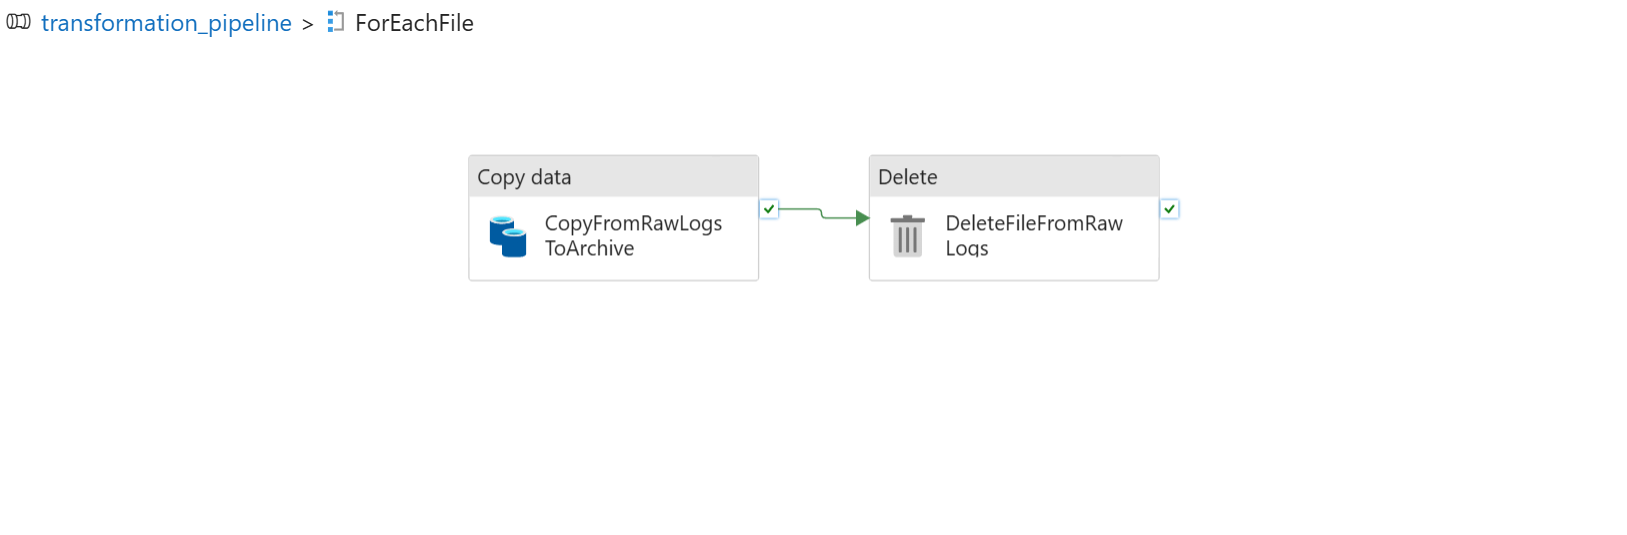 transformation_pipeline > ForEachFile
Copy data
CopyFromRawLogs
ToArchive
Delete
DeleteFileFromRaw
Logs